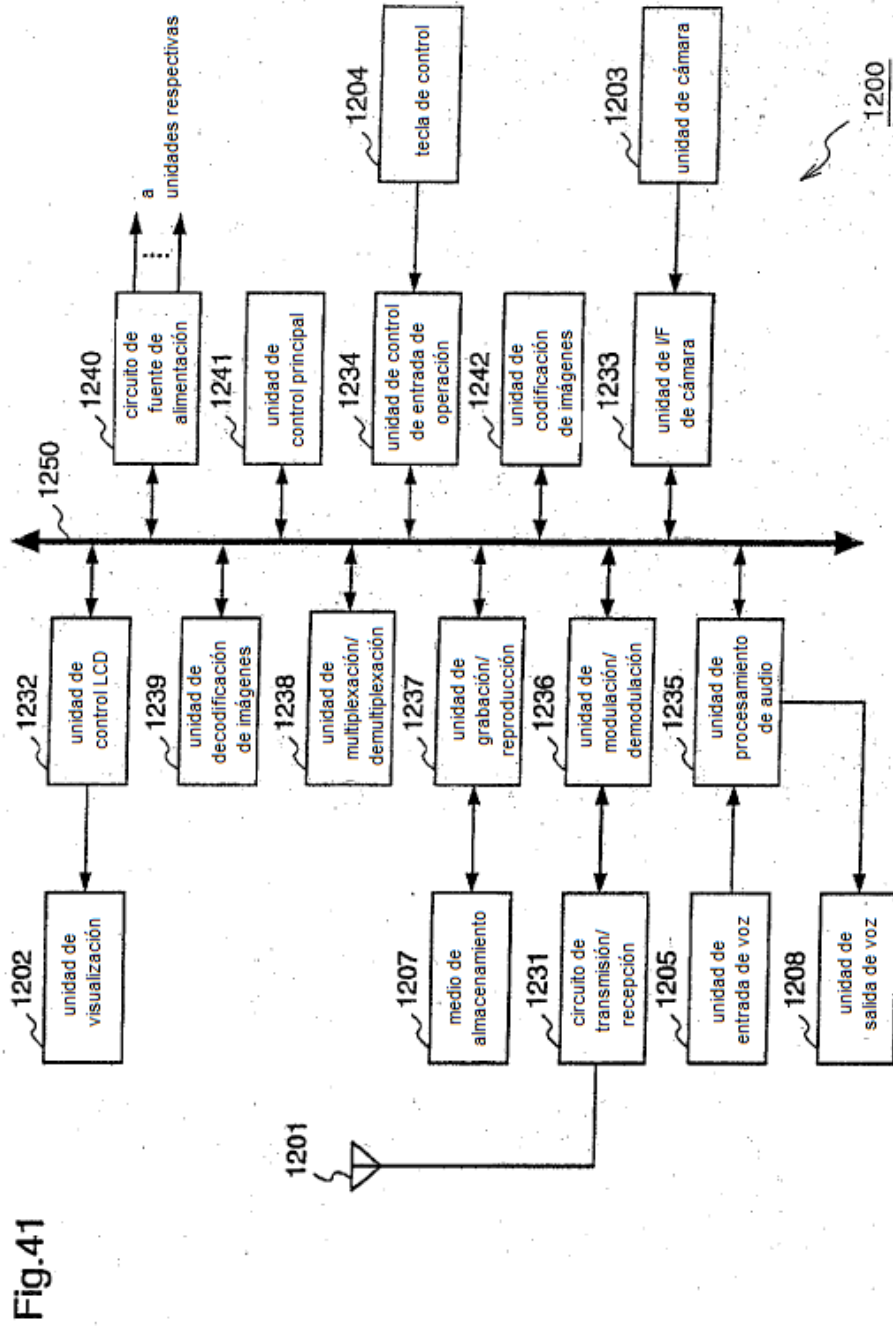 Fig.41
1250
1240
circuito de
fuente de
alimentación
a
unidades respectivas
1232
unidad de
control LCD
1202
unidad de
visualización
1241
unidad de
control principal
1239
unidad de
decodificación
de imágenes
1234
unidad de control
de entrada de
operación
1204
tecla de control
1238
unidad de
multiplexación/
demultiplexación
1242
unidad de
codificación
de imágenes
1237
unidad de
grabación/
reproducción
1207
medio de
almacenamiento
1233
unidad de I/F
de cámara
1203
unidad de cámara
1236
unidad de
modulación/
demodulación
1231
circuito de
transmisión/
recepción
1201
1235
unidad de
procesamiento
de audio
1205
unidad de
entrada de voz
1208
unidad de
salida de voz
1200